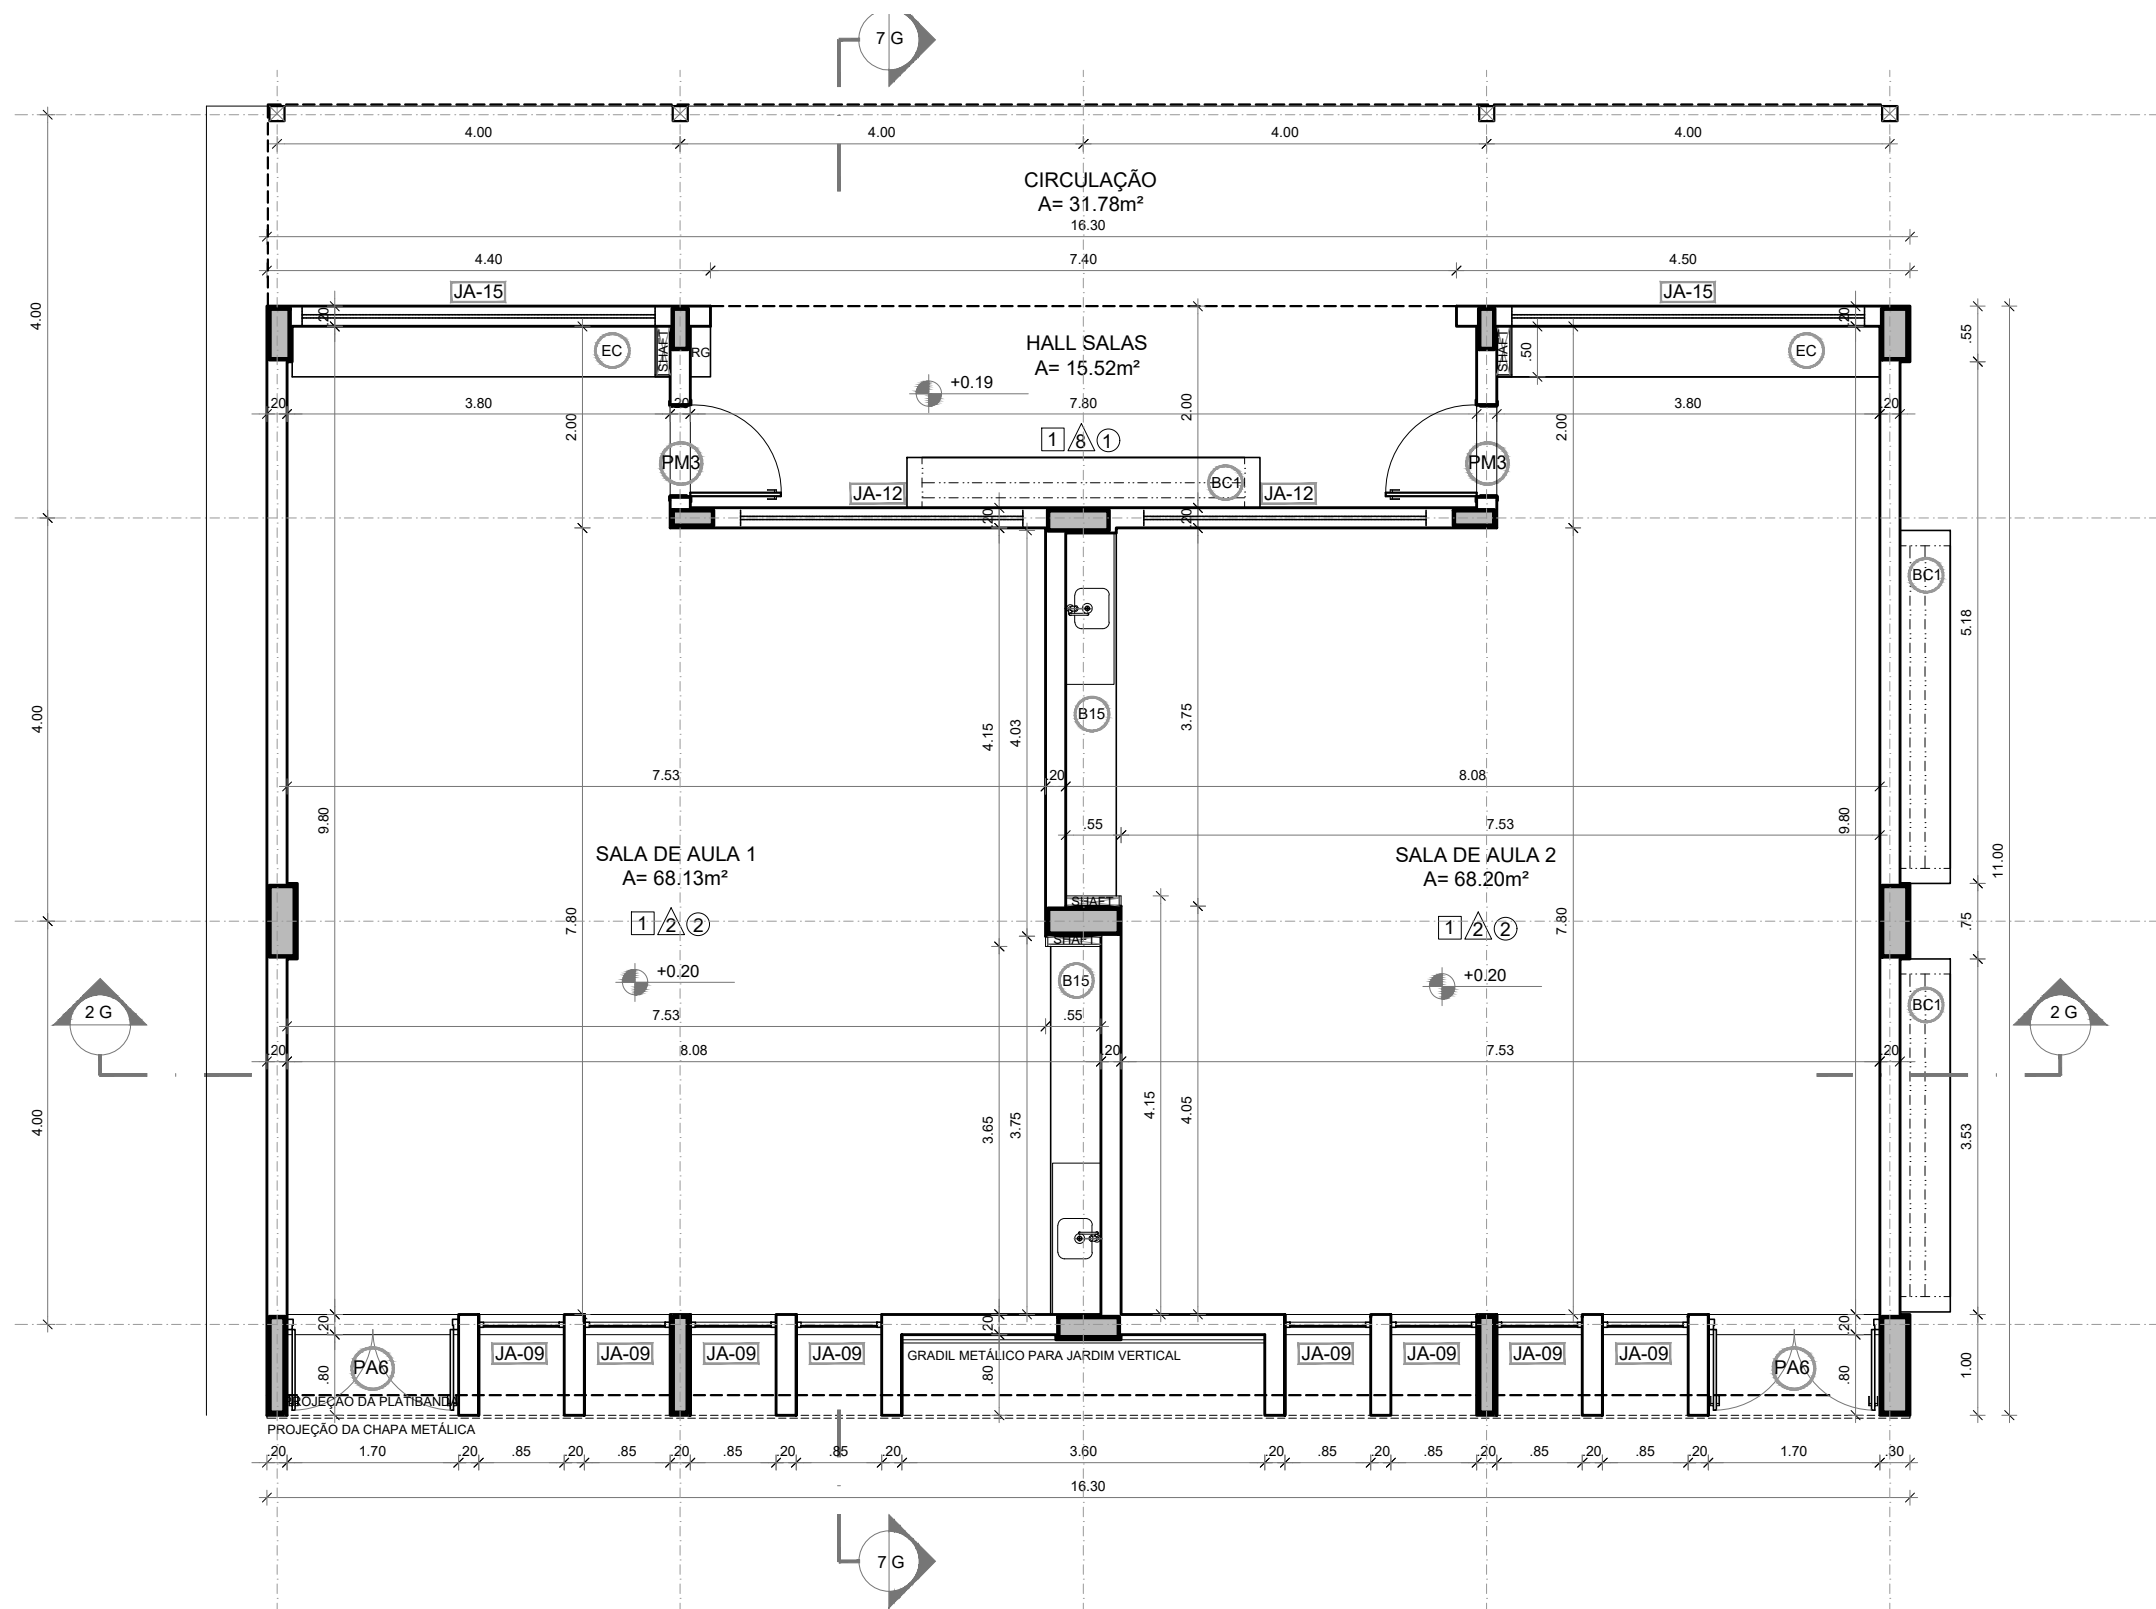 7 G
4.00 4.00 4.00 4.00
CIRCULAÇÃO
A= 31.78m²
16.30
4.40 7.40 4.50
JA-15 JA-15
4.00 .20 .20 .55
HALL SALAS
A= 15.52m²
EC SHAFT RG SHAFT .50 EC
+0.19
.20 3.80 .20 7.80 2.00 3.80 .20
2.00 2.00
1 8 1
PM3 PM3
JA-12 BC1 JA-12
.20 .20
BC1
5.18
B15
4.00 4.15 4.03 3.75
7.53 .20 8.08
9.80 .55 7.53 9.80
11.00
SALA DE AULA 1 SALA DE AULA 2
A= 68.13m² A= 68.20m²
SHAFT
1 2 2 7.80 1 2 2 7.80 .75
SHAFT
+0.20 B15 +0.20
2 G BC1 2 G
7.53 .55
.20 8.08 .20 7.53 .20
4.00 3.65 3.75 4.15 4.05 3.53
.20 .20 .20
JA-09 JA-09 JA-09 JA-09 JA-09 JA-09 JA-09 JA-09
GRADIL METÁLICO PARA JARDIM VERTICAL
PA6 PA6
.80 .80 .80 1.00
PROJEÇÃO DA PLATIBANDA
PROJEÇÃO DA CHAPA METÁLICA
.20 1.70 .20 .85 .20 .85 .20 .85 .20 .85 .20 3.60 .20 .85 .20 .85 .20 .85 .20 .85 .20 1.70 .30
16.30
7 G